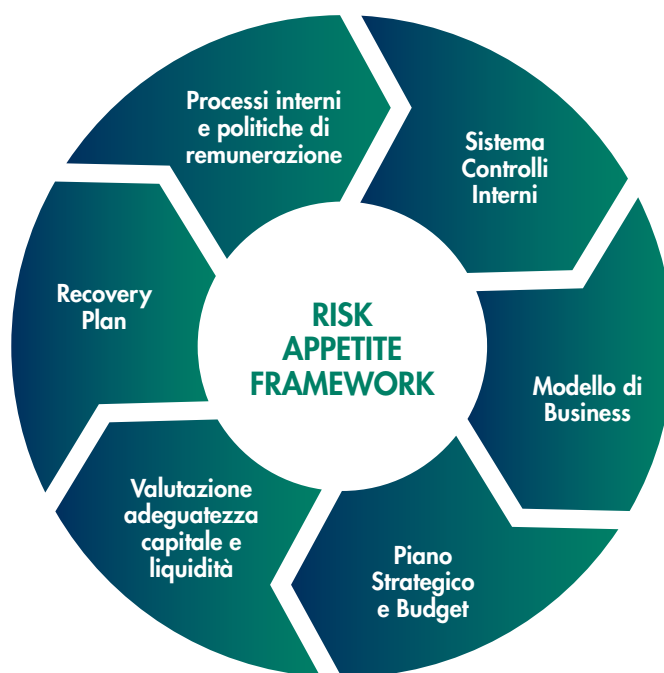 Processi interni
e politiche di
remunerazione
Sistema
Controlli
Interni
Modello di
Business
Piano
Strategico
e Budget
Valutazione
adeguatezza
capitale e
liquidità
Recovery
Plan
RISK
APPETITE
FRAMEWORK